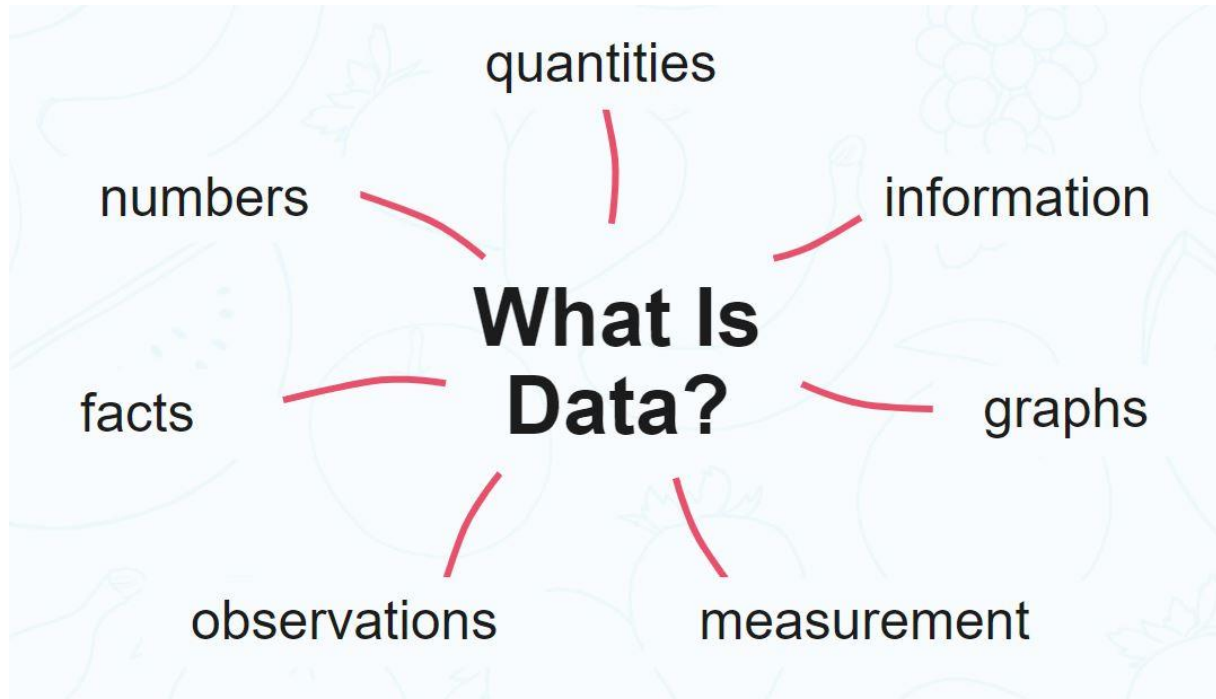 quantities
numbers
information
What Is
Data?
facts
graphs
observations
measurement